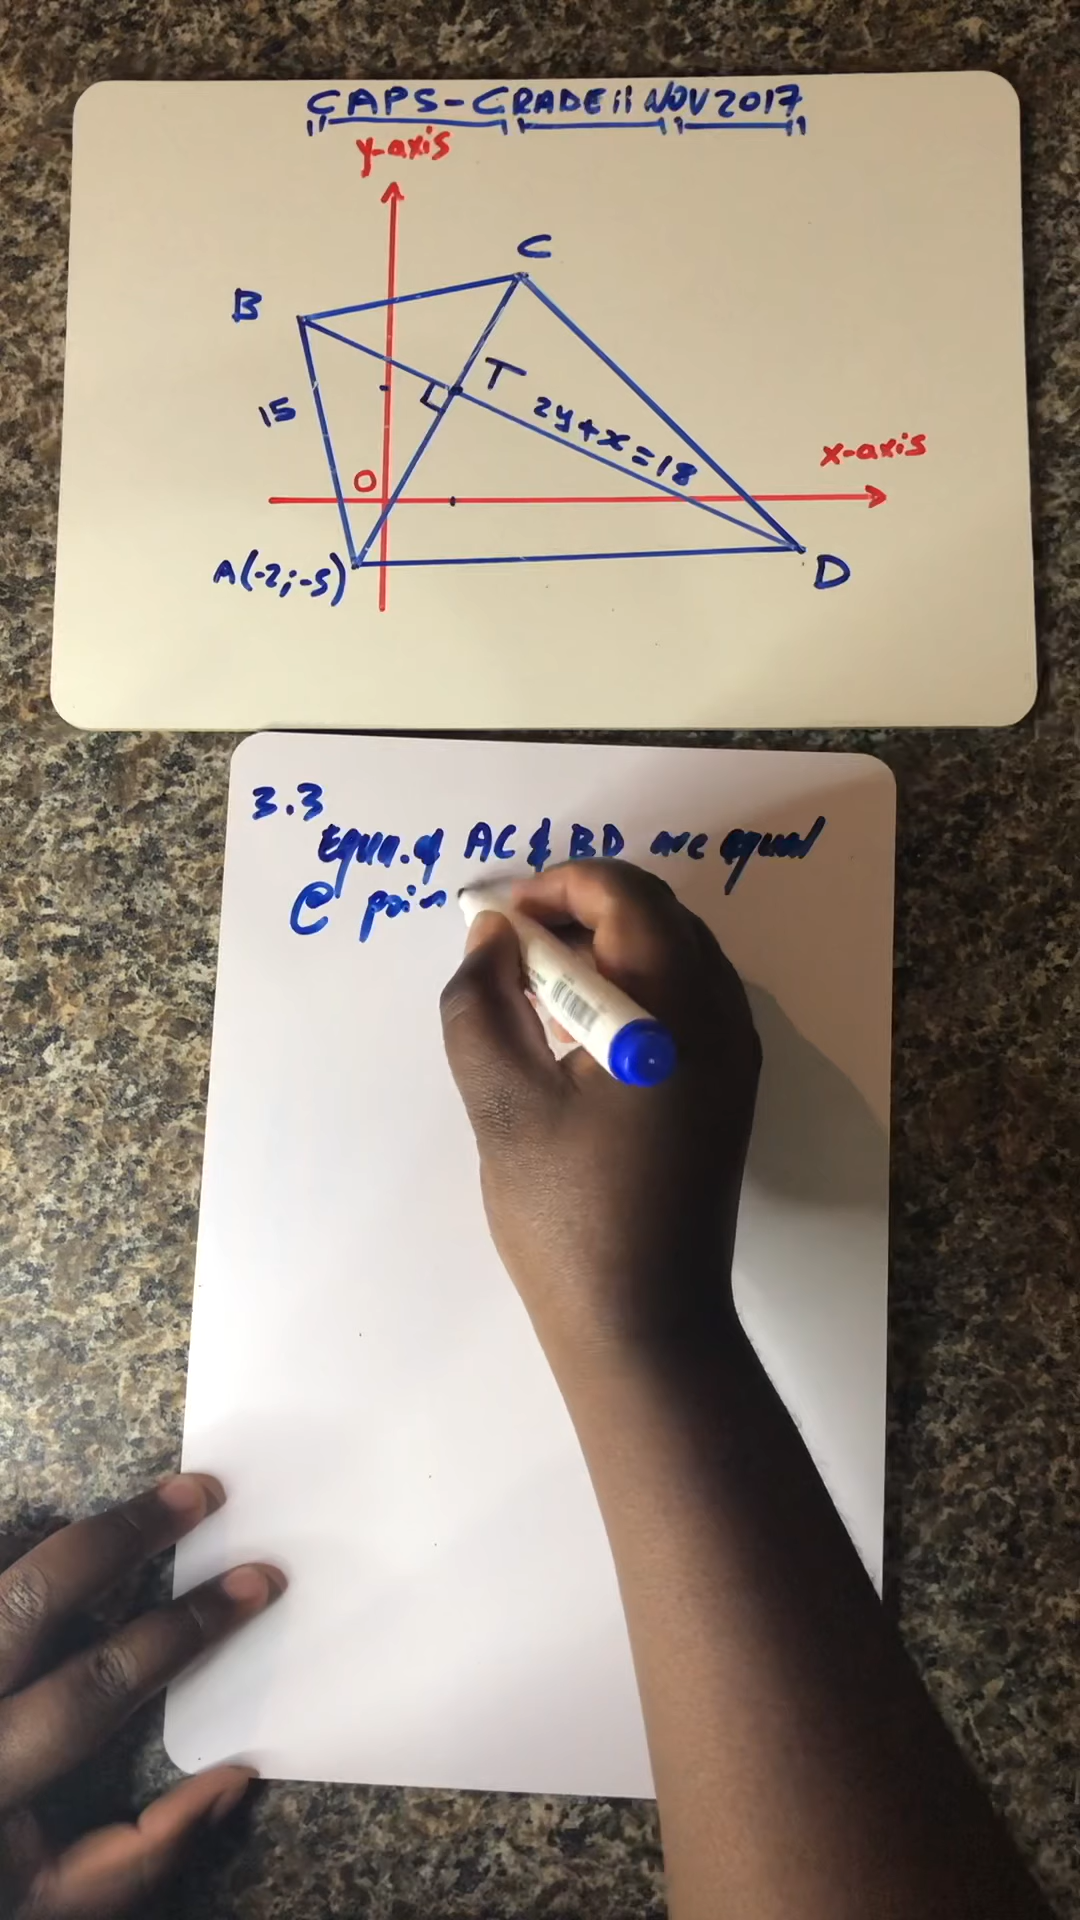 CAPS-GRADE 11 NOV 2017
y-axis
C
B
T
15
2y+x=18
x-axis
O
A(-2;-5)
D
3.3
Equa. of AC & BD are equal
@ poin